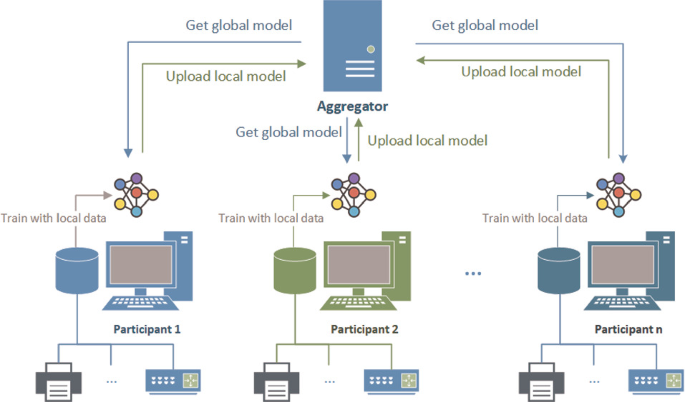 Get global model
Get global model
Upload local model
Upload local model
Aggregator
Get global model
Upload local model
Train with local data
Train with local data
Train with local data
...
Participant 1
Participant 2
Participant n
...
...
...